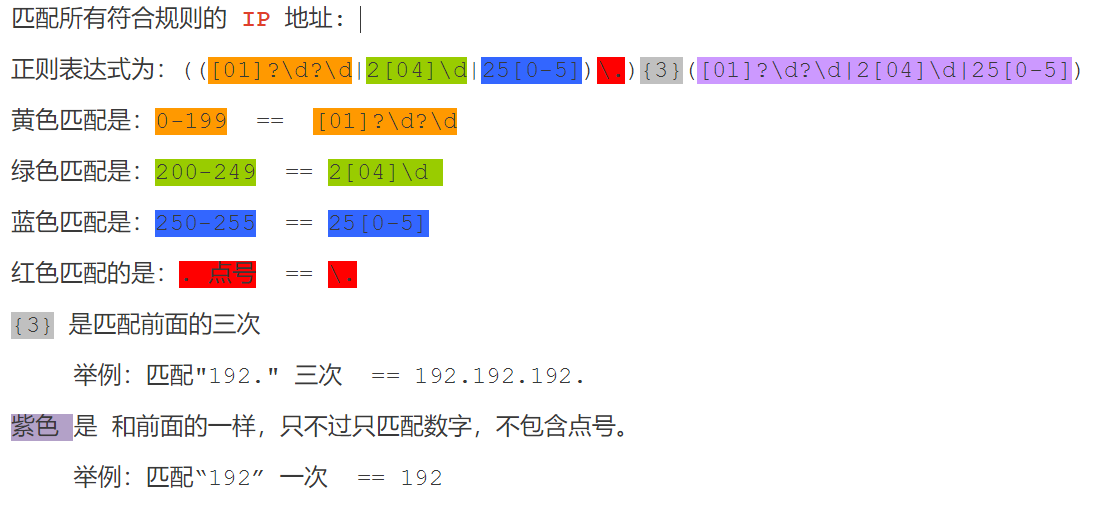 匹配所有符合规则的 IP 地址：
正则表达式为：(([01]?\d?\d|2[04]\d|25[0-5])\.){3}([01]?\d?\d|2[04]\d|25[0-5])
黄色匹配是：0-199 == [01]?\d?\d
绿色匹配是：200-249 == 2[04]\d
蓝色匹配是：250-255 == 25[0-5]
红色匹配的是：. 点号 == \.
{3} 是匹配前面的三次
举例：匹配"192." 三次 == 192.192.192.
紫色 是 和前面的一样，只不过只匹配数字，不包含点号。
举例：匹配“192” 一次 == 192